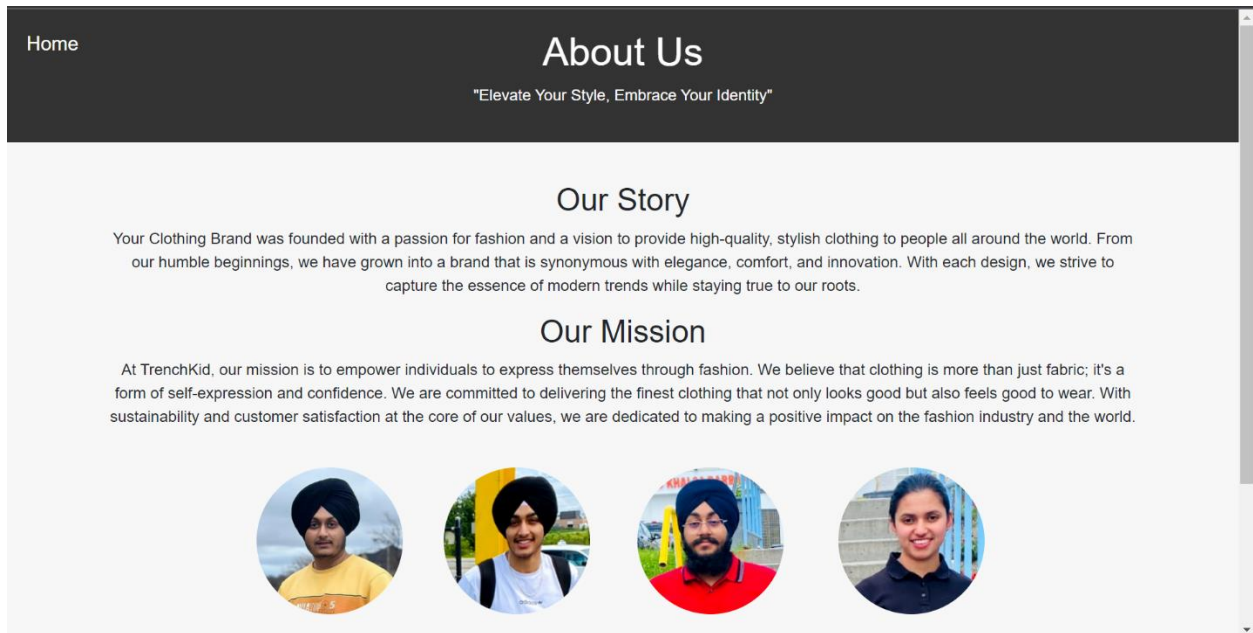 Home
About Us
"Elevate Your Style, Embrace Your Identity"
Our Story
Your Clothing Brand was founded with a passion for fashion and a vision to provide high-quality, stylish clothing to people all around the world. From
our humble beginnings, we have grown into a brand that is synonymous with elegance, comfort, and innovation. With each design, we strive to
capture the essence of modern trends while staying true to our roots.
Our Mission
At TrenchKid, our mission is to empower individuals to express themselves through fashion. We believe that clothing is more than just fabric; it's a
form of self-expression and confidence. We are committed to delivering the finest clothing that not only looks good but also feels good to wear. With
sustainability and customer satisfaction at the core of our values, we are dedicated to making a positive impact on the fashion industry and the world.
KHALSA